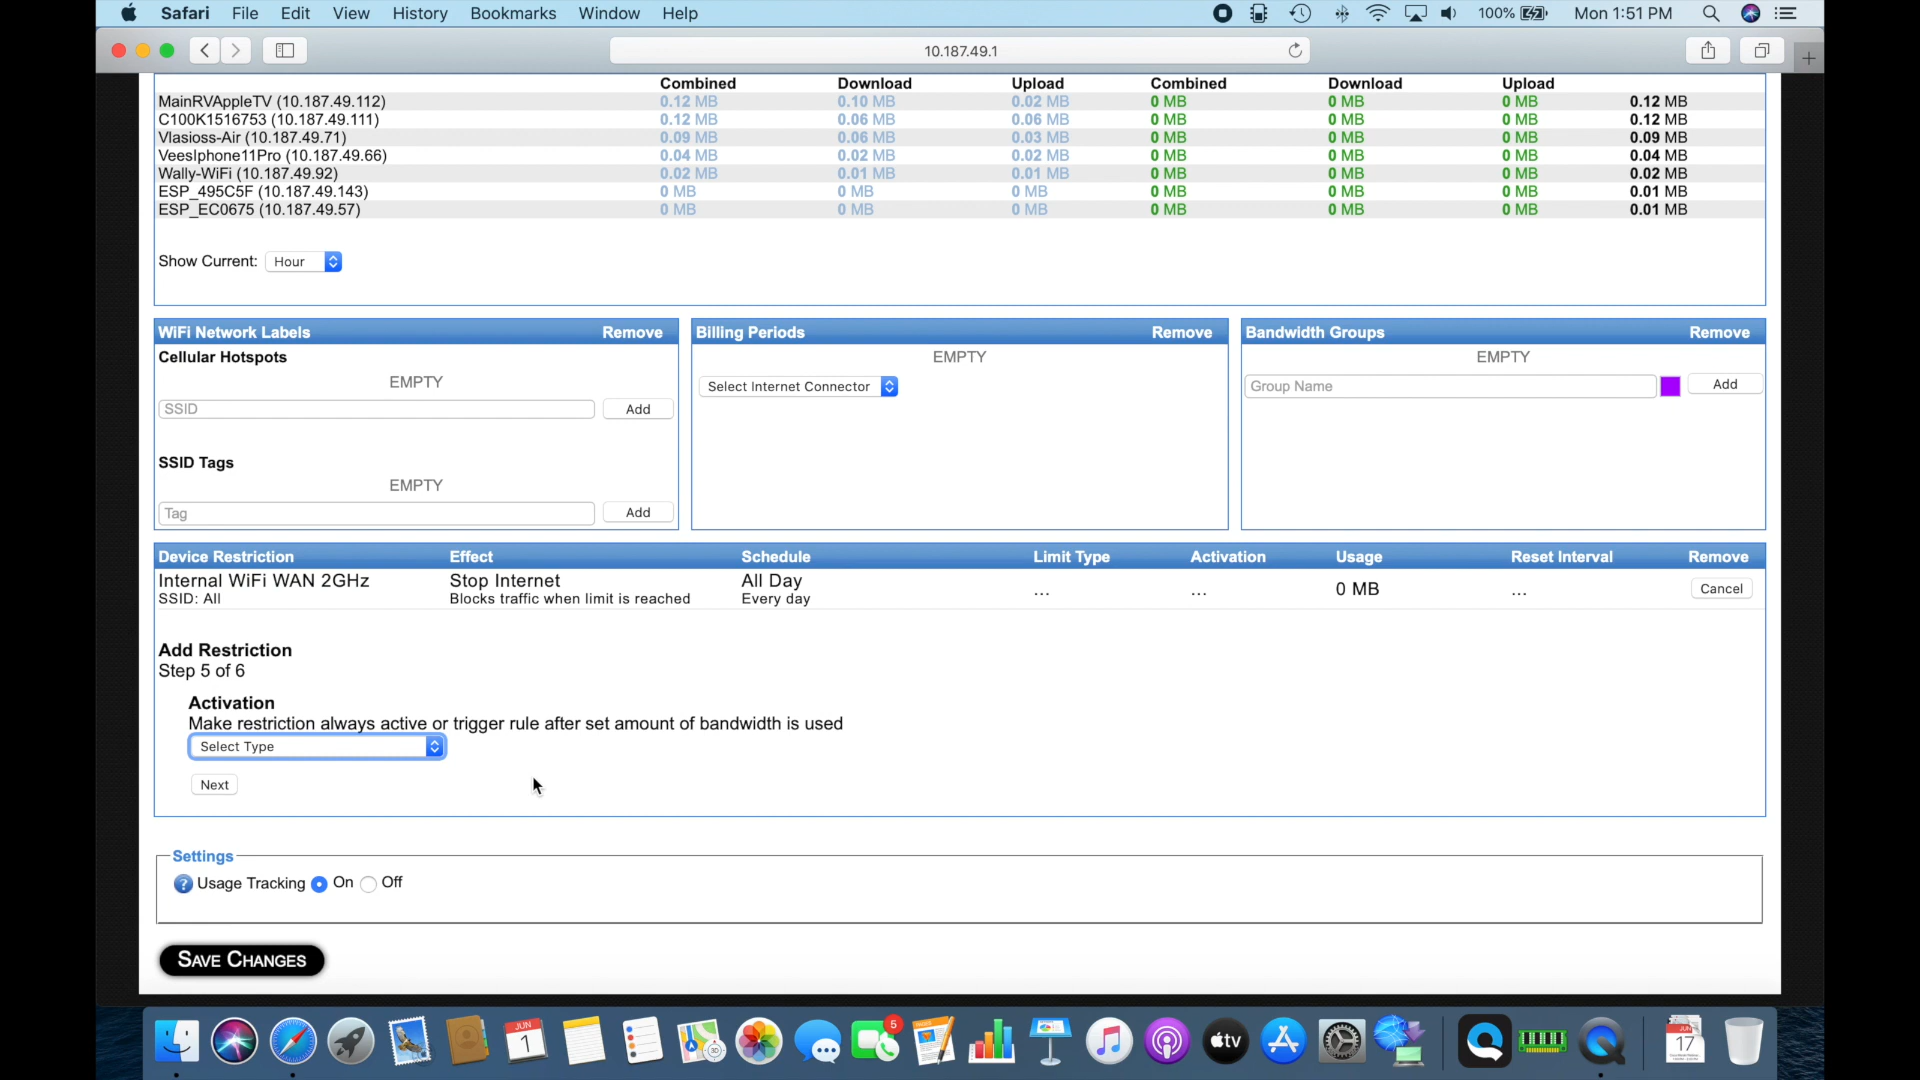 Safari File Edit View History Bookmarks Window Help 100% Mon 1:51 PM
10.187.49.1
Combined Download Upload Combined Download Upload
MainRVAppleTV (10.187.49.112) 0.12 MB 0.10 MB 0.02 MB 0 MB 0 MB 0 MB 0.12 MB
C100K1516753 (10.187.49.111) 0.12 MB 0.06 MB 0.06 MB 0 MB 0 MB 0 MB 0.12 MB
Vlasioss-Air (10.187.49.71) 0.09 MB 0.06 MB 0.03 MB 0 MB 0 MB 0 MB 0.09 MB
VeesIphone11Pro (10.187.49.66) 0.04 MB 0.02 MB 0.02 MB 0 MB 0 MB 0 MB 0.04 MB
Wally-WiFi (10.187.49.92) 0.02 MB 0.01 MB 0.01 MB 0 MB 0 MB 0 MB 0.02 MB
ESP_495C5F (10.187.49.143) 0 MB 0 MB 0 MB 0 MB 0 MB 0 MB 0.01 MB
ESP_EC0675 (10.187.49.57) 0 MB 0 MB 0 MB 0 MB 0 MB 0 MB 0.01 MB
Show Current: Hour
WiFi Network Labels Remove
Cellular Hotspots
EMPTY
SSID Add
SSID Tags
EMPTY
Tag Add
Billing Periods Remove
EMPTY
Select Internet Connector
Bandwidth Groups Remove
EMPTY
Group Name Add
Device Restriction Effect Schedule Limit Type Activation Usage Reset Interval Remove
Internal WiFi WAN 2GHz Stop Internet All Day ... ... 0 MB ... Cancel
SSID: All Blocks traffic when limit is reached Every day
Add Restriction
Step 5 of 6
Activation
Make restriction always active or trigger rule after set amount of bandwidth is used
Select Type
Next
Settings
? Usage Tracking On Off
SAVE CHANGES
JUN
1
3D
5
PAGES
tv
JUN
17